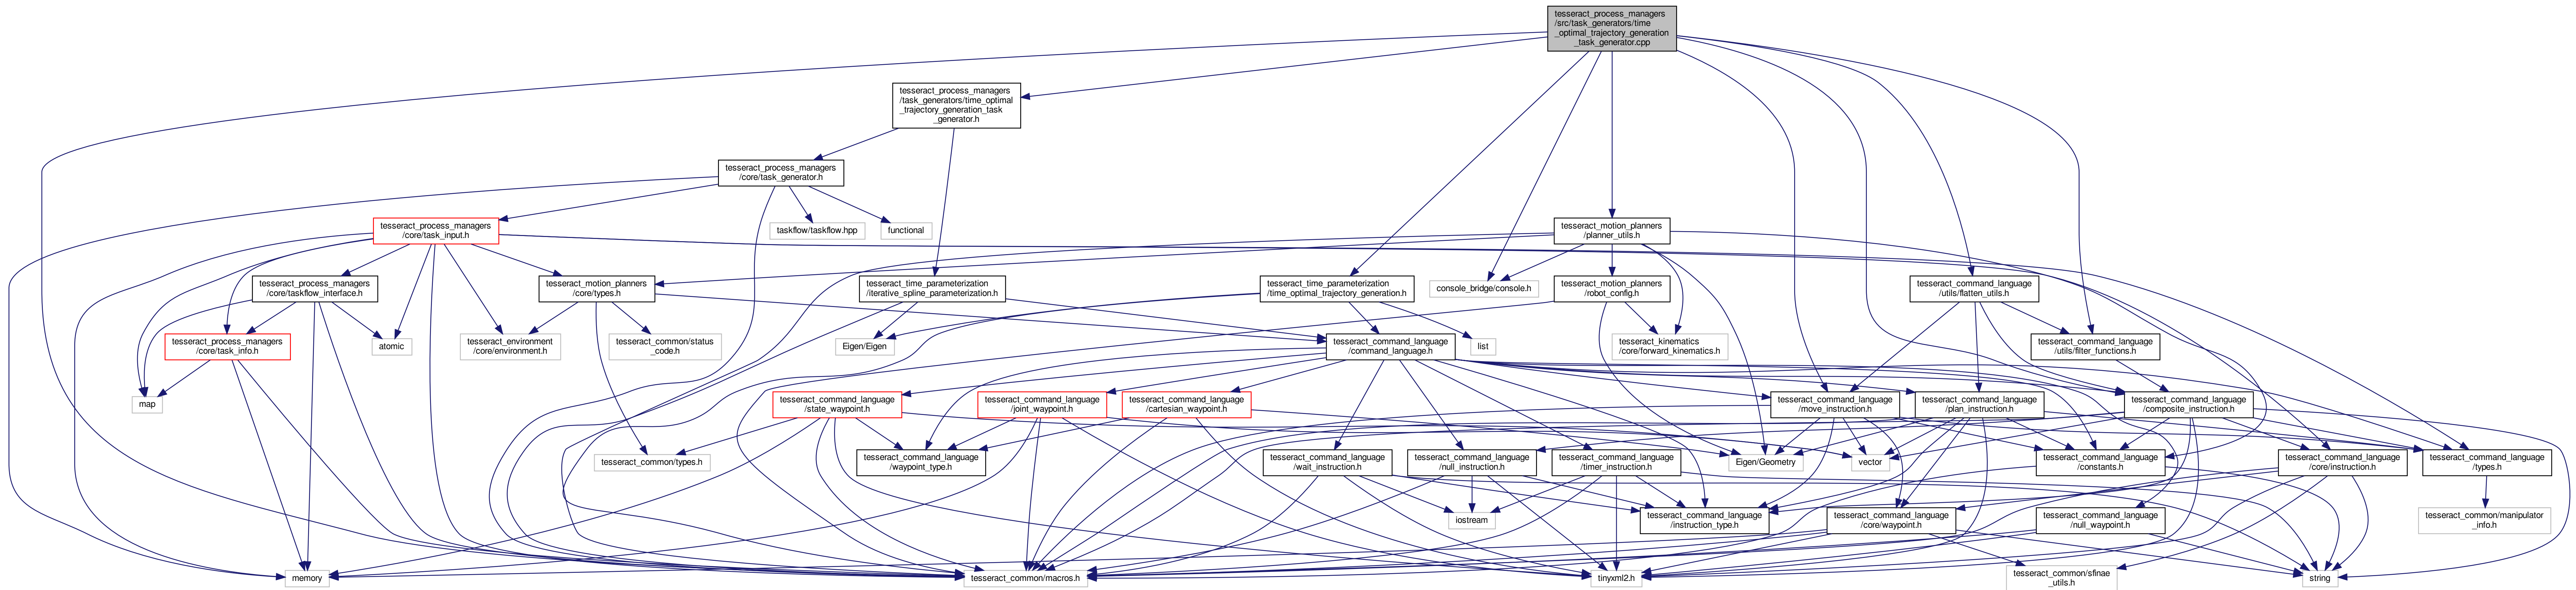 tesseract_process_managers
/src/task_generators/time
_optimal_trajectory_generation
_task_generator.cpp
tesseract_process_managers
/task_generators/time_optimal
_trajectory_generation_task
_generator.h
tesseract_process_managers
/core/task_generator.h
tesseract_process_managers
/core/task_input.h
taskflow/taskflow.hpp
functional
tesseract_motion_planners
/planner_utils.h
tesseract_process_managers
/core/taskflow_interface.h
tesseract_motion_planners
/core/types.h
tesseract_time_parameterization
/iterative_spline_parameterization.h
tesseract_time_parameterization
/time_optimal_trajectory_generation.h
console_bridge/console.h
tesseract_motion_planners
/robot_config.h
tesseract_command_language
/utils/flatten_utils.h
tesseract_process_managers
/core/task_info.h
atomic
tesseract_environment
/core/environment.h
tesseract_common/status
_code.h
Eigen/Eigen
tesseract_command_language
/command_language.h
list
tesseract_kinematics
/core/forward_kinematics.h
tesseract_command_language
/utils/filter_functions.h
map
tesseract_command_language
/state_waypoint.h
tesseract_command_language
/joint_waypoint.h
tesseract_command_language
/cartesian_waypoint.h
tesseract_command_language
/move_instruction.h
tesseract_command_language
/plan_instruction.h
tesseract_command_language
/composite_instruction.h
tesseract_common/types.h
tesseract_command_language
/waypoint_type.h
tesseract_command_language
/wait_instruction.h
tesseract_command_language
/null_instruction.h
tesseract_command_language
/timer_instruction.h
Eigen/Geometry
vector
tesseract_command_language
/constants.h
tesseract_command_language
/core/instruction.h
tesseract_command_language
/types.h
iostream
tesseract_command_language
/instruction_type.h
tesseract_command_language
/core/waypoint.h
tesseract_command_language
/null_waypoint.h
tesseract_common/manipulator
_info.h
memory
tesseract_common/macros.h
tinyxml2.h
tesseract_common/sfinae
_utils.h
string